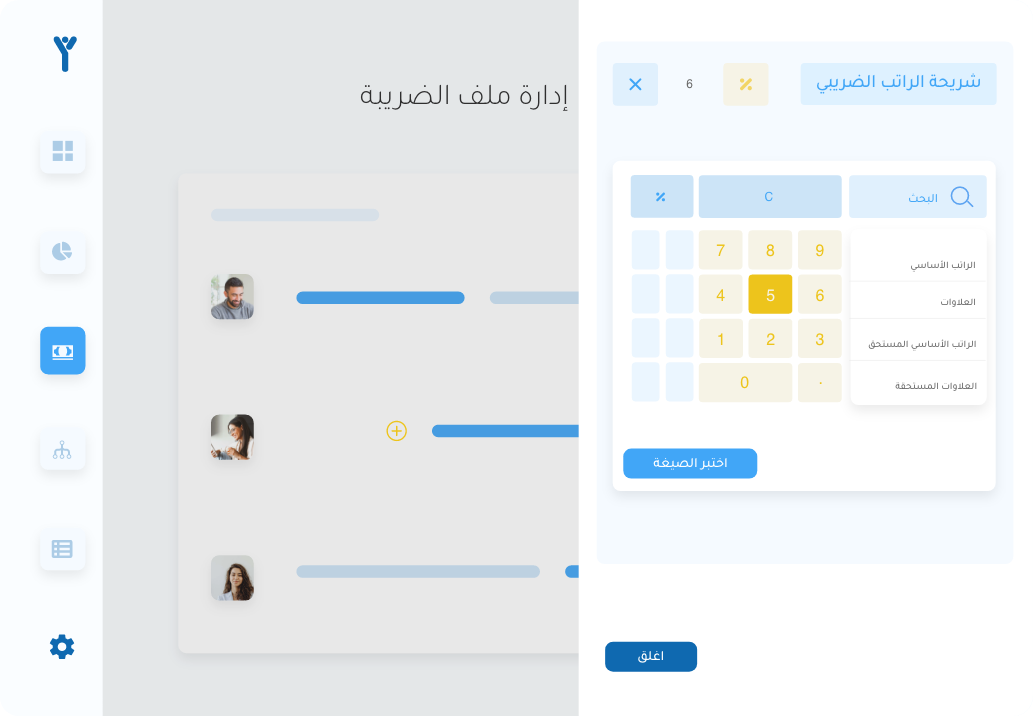 إدارة ملف الضريبة
شريحة الراتب الضريبي
%
6
×
البحث
C
%
7 8 9
4 5 6
1 2 3
0 .
الراتب الأساسي
العلاوات
الراتب الأساسي المستحق
العلاوات المستحقة
اختبر الصيغة
اغلق